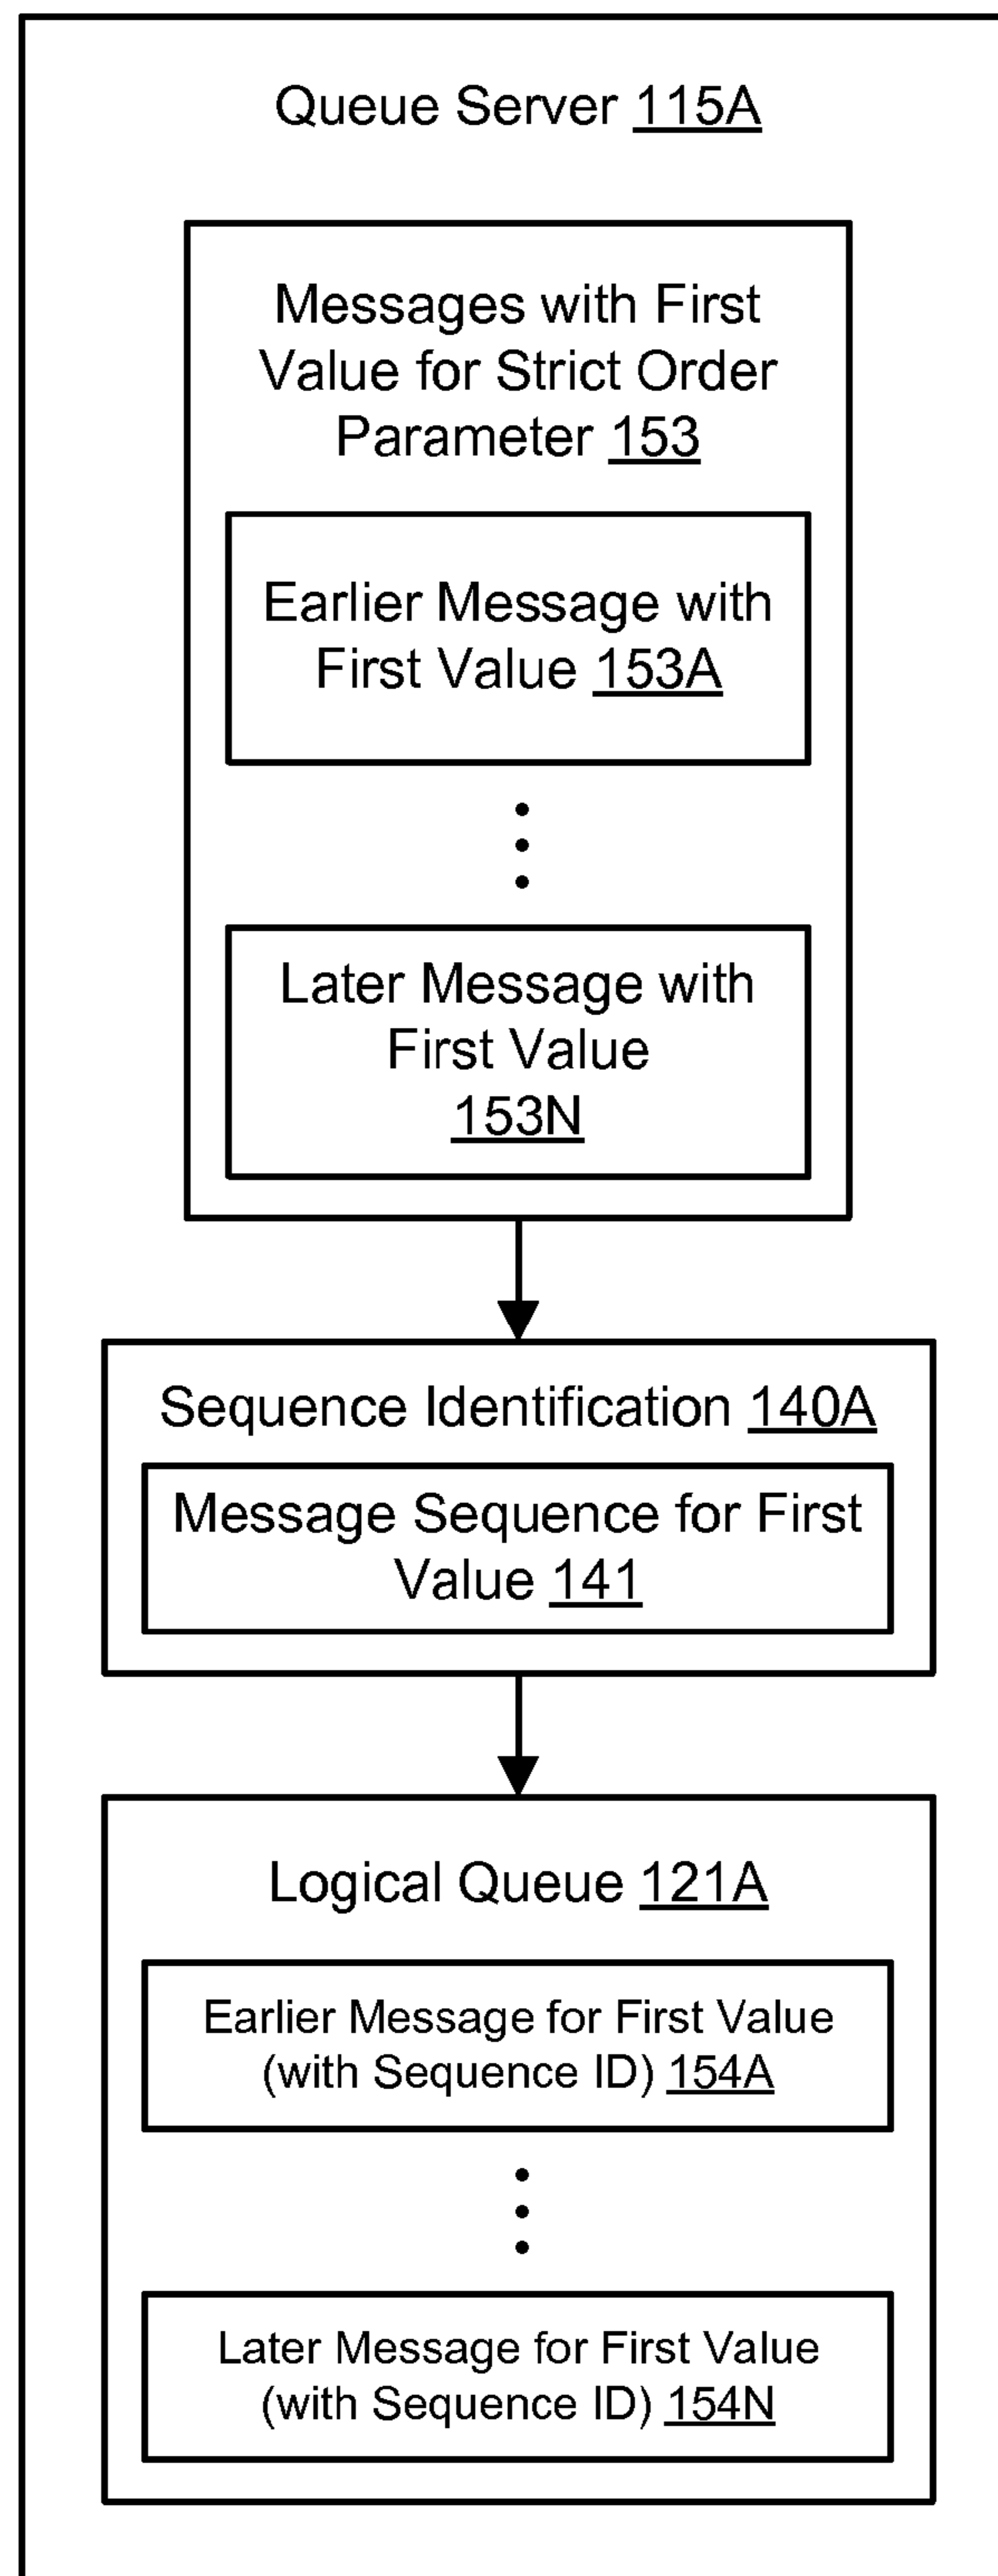 Queue Server 115A
Messages with First
Value for Strict Order
Parameter 153
Earlier Message with
First Value 153A
Later Message with
First Value
153N
Sequence Identification 140A
Message Sequence for First
Value 141
Logical Queue 121A
Earlier Message for First Value
(with Sequence ID) 154A
Later Message for First Value
(with Sequence ID) 154N